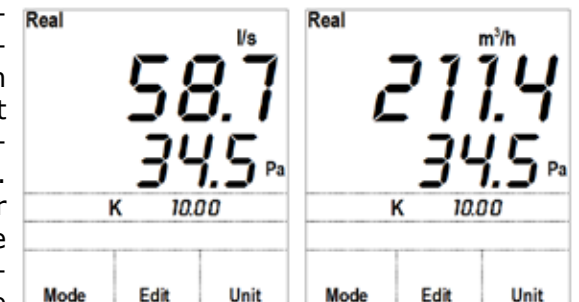 Real
l/s
58.7
34.5 Pa
K 10.00
Mode Edit Unit
Real
m³/h
211.4
34.5 Pa
K 10.00
Mode Edit Unit